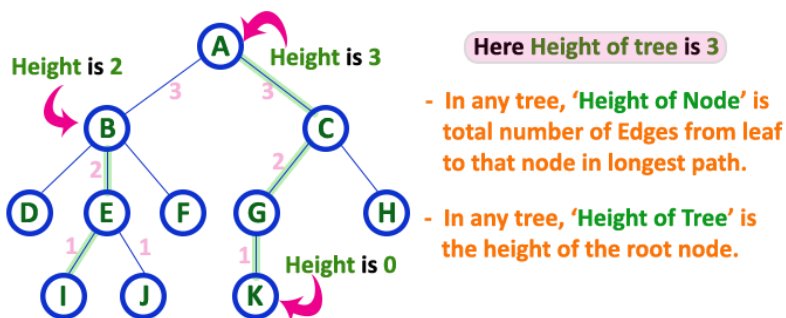 A
Height is 3
Height is 2
3
3
B
C
2
2
D
E
F
G
H
1
1
1
Height is 0
I
J
K
Here Height of tree is 3
- In any tree, ‘Height of Node’ is
total number of Edges from leaf
to that node in longest path.
- In any tree, ‘Height of Tree’ is
the height of the root node.